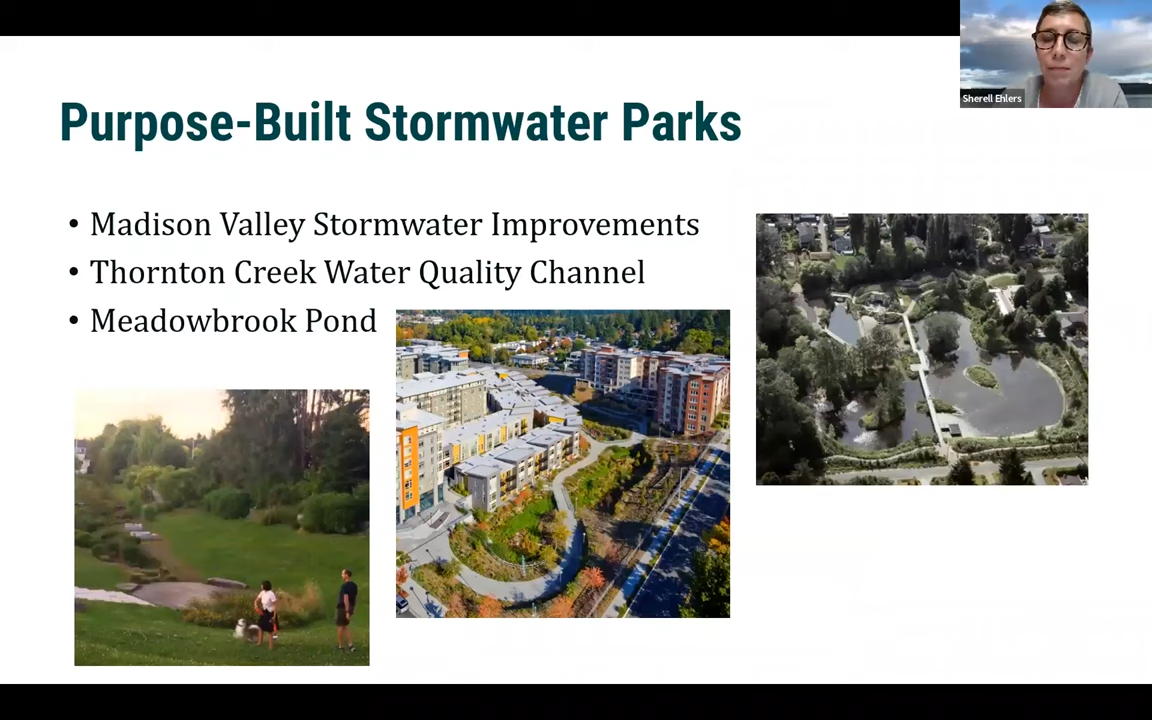 Purpose-Built Stormwater Parks
• Madison Valley Stormwater Improvements
• Thornton Creek Water Quality Channel
• Meadowbrook Pond
Sherell Ehlers